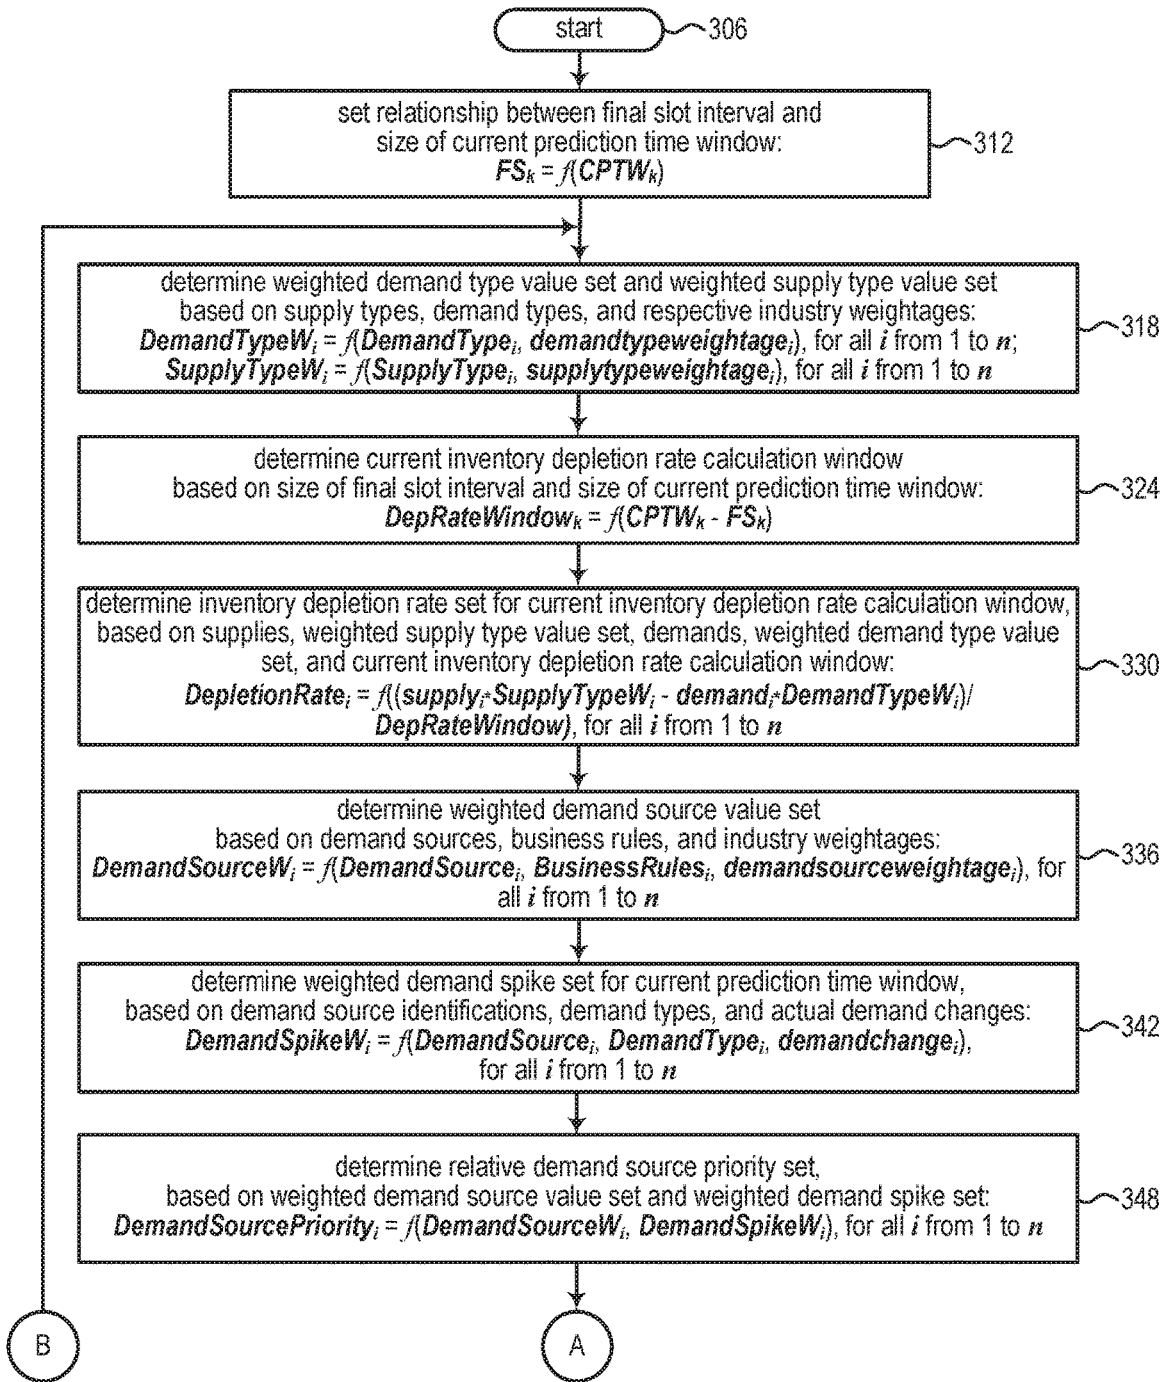 start
306
set relationship between final slot interval and
size of current prediction time window:
FSk = f(CPTWk)
312
determine weighted demand type value set and weighted supply type value set
based on supply types, demand types, and respective industry weightages:
DemandTypeWi = f(DemandTypei, demandtypeweightagei), for all i from 1 to n;
SupplyTypeWi = f(SupplyTypei, supplytypeweightagei), for all i from 1 to n
318
determine current inventory depletion rate calculation window
based on size of final slot interval and size of current prediction time window:
DepRateWindowk = f(CPTWk - FSk)
324
determine inventory depletion rate set for current inventory depletion rate calculation window,
based on supplies, weighted supply type value set, demands, weighted demand type value
set, and current inventory depletion rate calculation window:
DepletionRatei = f((supplyi*SupplyTypeWi - demandi*DemandTypeWi)/
DepRateWindow), for all i from 1 to n
330
determine weighted demand source value set
based on demand sources, business rules, and industry weightages:
DemandSourceWi = f(DemandSourcei, BusinessRulesi, demandsourceweightagei), for
all i from 1 to n
336
determine weighted demand spike set for current prediction time window,
based on demand source identifications, demand types, and actual demand changes:
DemandSpikeWi = f(DemandSourcei, DemandTypei, demandchangei),
for all i from 1 to n
342
determine relative demand source priority set,
based on weighted demand source value set and weighted demand spike set:
DemandSourcePriorityi = f(DemandSourceWi, DemandSpikeWi), for all i from 1 to n
348
B
A